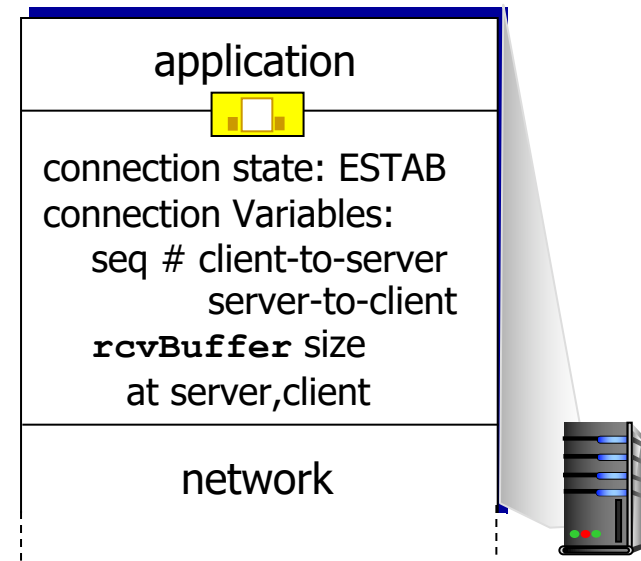 application
connection state: ESTAB
connection Variables:
seq # client-to-server
server-to-client
rcvBuffer size
at server,client
network